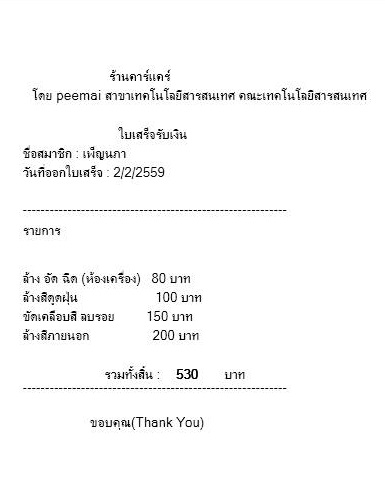 ร้านคาร์แคร์
โดย peemai สาขาเทคโนโลยีสารสนเทศ คณะเทคโนโลยีสารสนเทศ
ใบเสร็จรับเงิน
ชื่อสมาชิก : เพ็ญนภา
วันที่ออกใบเสร็จ : 2/2/2559
------------------------------------------------------------
รายการ
ล้าง อัด ฉีด (ห้องเครื่อง) 80 บาท
ล้างสีดูดฝุ่น 100 บาท
ขัดเคลือบสี ลบรอย 150 บาท
ล้างสีภายนอก 200 บาท
รวมทั้งสิ้น : 530 บาท
------------------------------------------------------------
ขอบคุณ(Thank You)